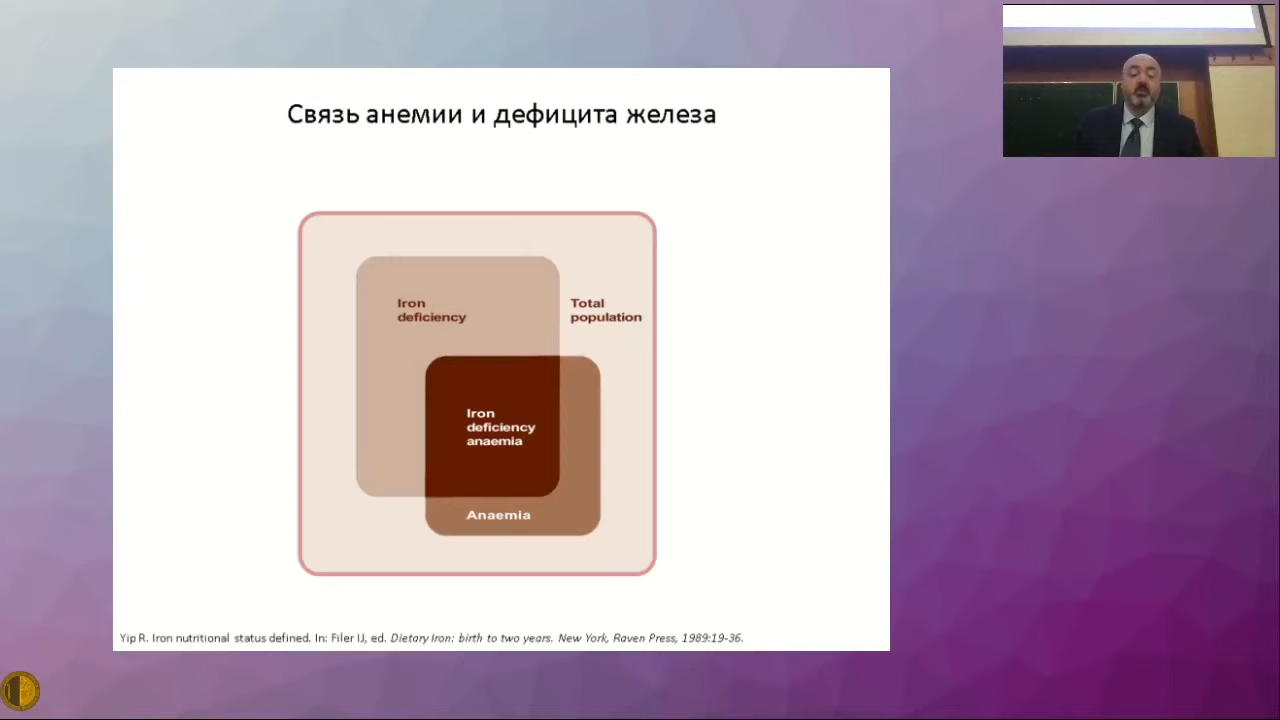 Связь анемии и дефицита железа
Iron
deficiency
Total
population
Iron
deficiency
anaemia
Anaemia
Yip R. Iron nutritional status defined. In: Filer IJ, ed. Dietary Iron: birth to two years. New York, Raven Press, 1989:19-36.